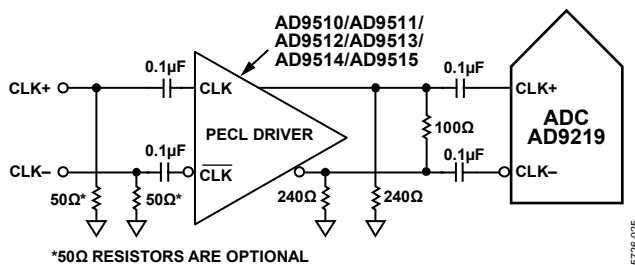 AD9510/AD9511/
AD9512/AD9513/
AD9514/AD9515
0.1µF
0.1µF
CLK+
CLK
CLK+
PECL DRIVER
100Ω
ADC
AD9219
0.1µF
0.1µF
CLK–
CLK
CLK–
50Ω*
50Ω*
240Ω
240Ω
*50Ω RESISTORS ARE OPTIONAL